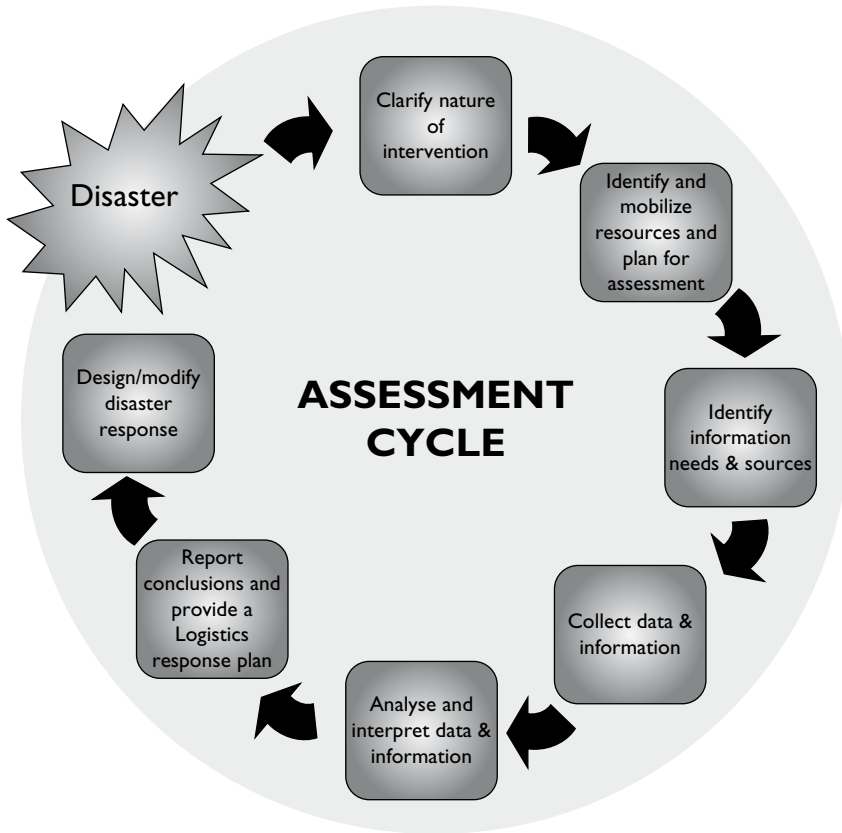 Disaster
Clarify nature
of
intervention
Identify and
mobilize
resources and
plan for
assessment
Identify
information
needs & sources
Collect data &
information
Analyse and
interpret data &
information
Report
conclusions and
provide a
Logistics
response plan
Design/modify
disaster
response
ASSESSMENT
CYCLE